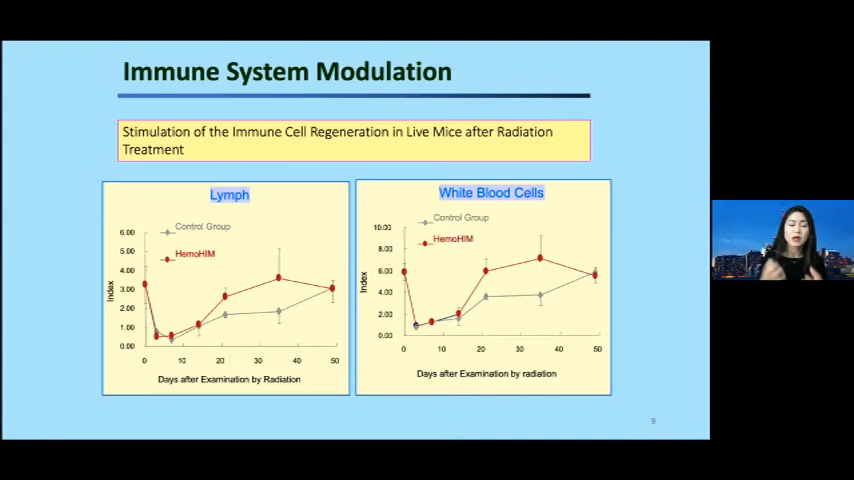 Immune System Modulation
Stimulation of the Immune Cell Regeneration in Live Mice after Radiation
Treatment
Lymph
Control Group
HemoHIM
6.00
5.00
4.00
3.00
2.00
1.00
0.00
Index
0
10
20
30
40
50
Days after Examination by Radiation
White Blood Cells
Control Group
HemoHIM
10.00
8.00
6.00
4.00
2.00
0.00
Index
0
10
20
30
40
50
Days after Examination by radiation
9